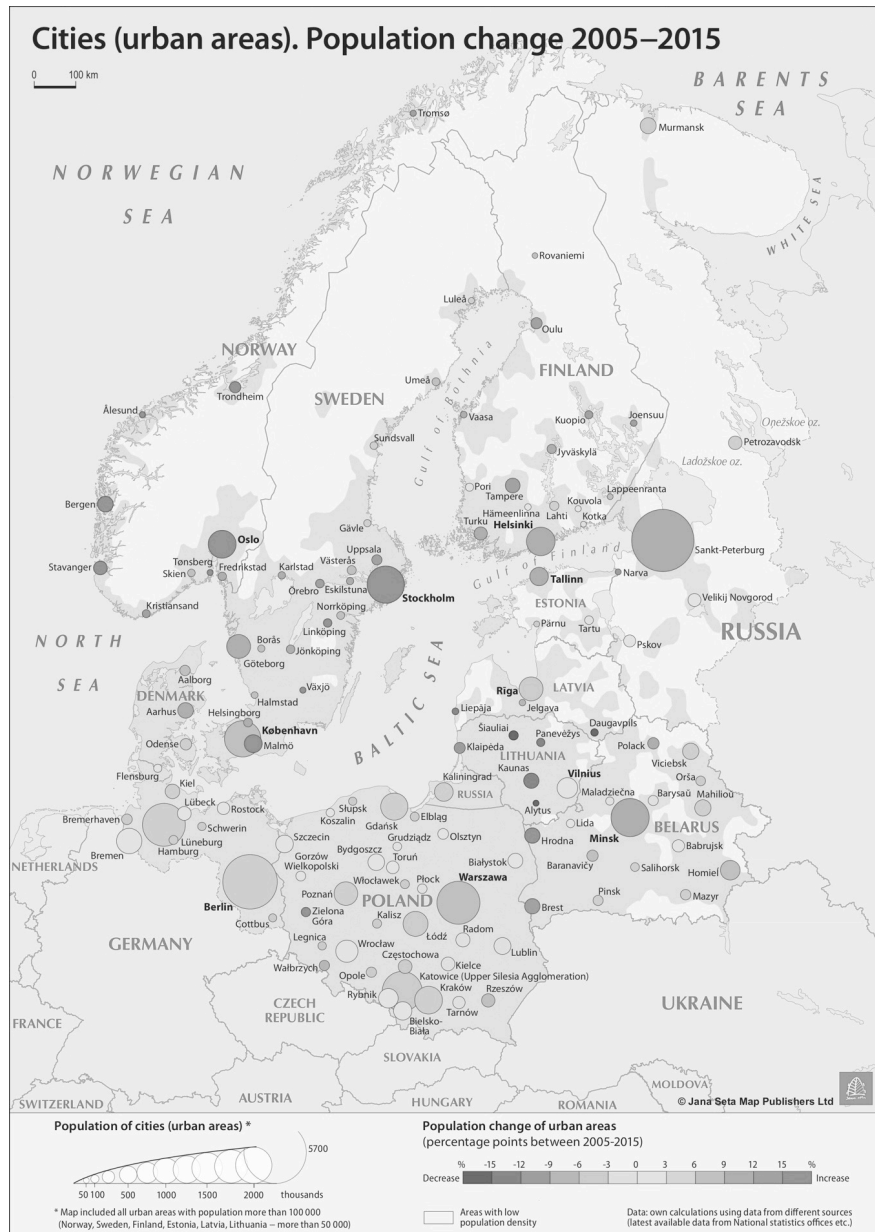 Cities (urban areas). Population change 2005–2015
0 100 km
BARENTS
SEA
Tromsø
Murmansk
NORWEGIAN
SEA
WHITE SEA
Rovaniemi
Luleå
Oulu
NORWAY
Trondheim
SWEDEN
Umeå
Gulf of Bothnia
FINLAND
Ålesund
Vaasa
Kuopio
Joensuu
Onežskoe oz.
Petrozavodsk
Sundsvall
Jyväskylä
Ladožskoe oz.
Bergen
Pori
Tampere
Lappeenranta
Hämeenlinna
Kouvola
Lahti
Kotka
Gävle
Turku
Helsinki
Oslo
Sankt-Peterburg
Uppsala
Tønsberg
Karlstad
Västerås
Gulf of Finland
Stavanger
Skien
Fredrikstad
Tallinn
Narva
Örebro
Eskilstuna
Stockholm
Kristiansand
Norrköping
ESTONIA
Velikij Novgorod
Linköping
Pärnu
Tartu
NORTH
SEA
Borås
Jönköping
Pskov
RUSSIA
Göteborg
BALTIC SEA
Aalborg
DENMARK
Växjö
Rīga
LATVIA
Halmstad
Jelgava
Aarhus
Helsingborg
Liepāja
Daugavpils
København
Šiauliai
Panevėžys
Polack
Odense
Malmö
Klaipėda
LITHUANIA
Viciebsk
Flensburg
Kaunas
Vilnius
Kaliningrad
Orša
Kiel
RUSSIA
Maladziečna
Barysaŭ
Mahilioŭ
Lübeck
Rostock
Słupsk
Alytus
Bremerhaven
Koszalin
Gdańsk
Elbląg
Lida
Minsk
BELARUS
Schwerin
Grudziądz
Olsztyn
Hrodna
Lüneburg
Szczecin
Bydgoszcz
Babrujsk
Bremen
Hamburg
Toruń
Białystok
Baranavičy
NETHERLANDS
Gorzów
Wielkopolski
Salihorsk
Homiel
Włocławek
Płock
Warszawa
Berlin
Poznań
POLAND
Pinsk
Mazyr
Zielona
Góra
Kalisz
Brest
Cottbus
Łódź
Radom
GERMANY
Legnica
Wrocław
Częstochowa
Lublin
Wałbrzych
Kielce
Opole
Katowice (Upper Silesia Agglomeration)
Kraków
Rzeszów
CZECH
REPUBLIC
Rybnik
Tarnów
UKRAINE
Bielsko-
Biała
FRANCE
SLOVAKIA
AUSTRIA
HUNGARY
MOLDOVA
SWITZERLAND
ROMANIA
© Jana Seta Map Publishers Ltd
Population of cities (urban areas) *
5700
50 100 500 1000 1500 2000 thousands
* Map included all urban areas with population more than 100 000
(Norway, Sweden, Finland, Estonia, Latvia, Lithuania – more than 50 000)
Population change of urban areas
(percentage points between 2005-2015)
% -15 -12 -9 -6 -3 0 3 6 9 12 15 %
Decrease Increase
Areas with low
population density
Data: own calculations using data from different sources
(latest available data from National statistics offices etc.)